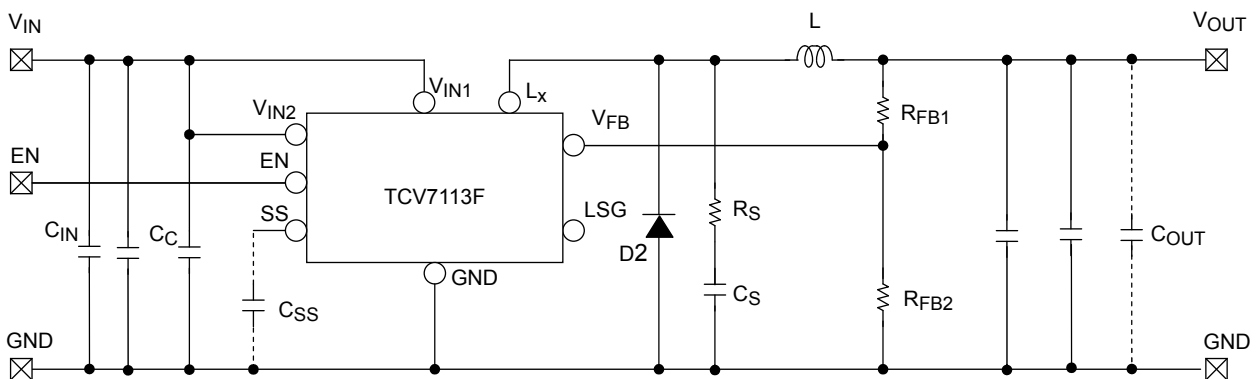 VIN
L
VOUT
VIN1
LX
VIN2
VFB
RFB1
EN
EN
TCV7113F
SS
LSG
RS
CIN
CC
D2
COUT
GND
CSS
CS
RFB2
GND
GND